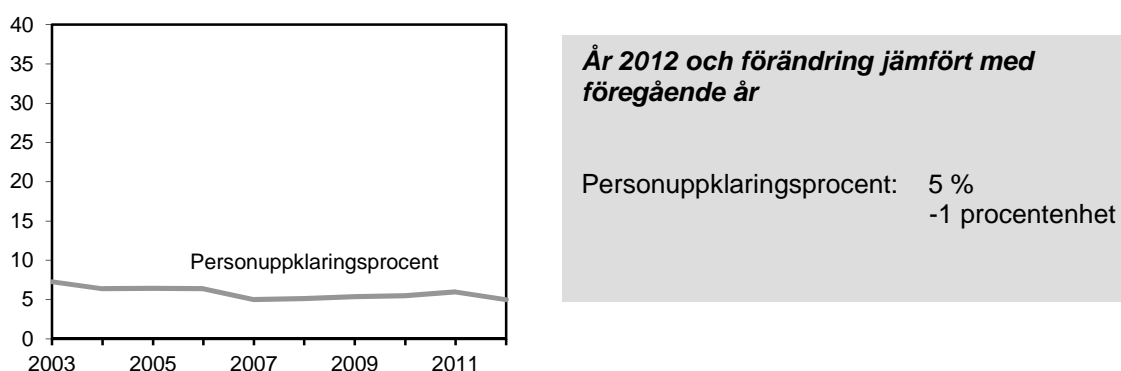 40
35
30
25
20
15
10
5
0
Personuppklaringsprocent
2003 2005 2007 2009 2011
År 2012 och förändring jämfört med
föregående år
Personuppklaringsprocent: 5 %
-1 procentenhet